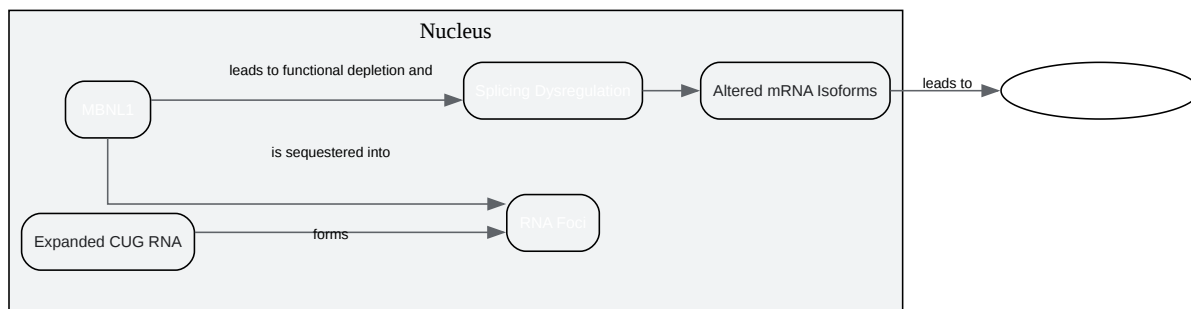 Nucleus
leads to functional depletion and
MBNL1
Splicing Dysregulation
Altered mRNA Isoforms
leads to
is sequestered into
RNA Foci
Expanded CUG RNA
forms